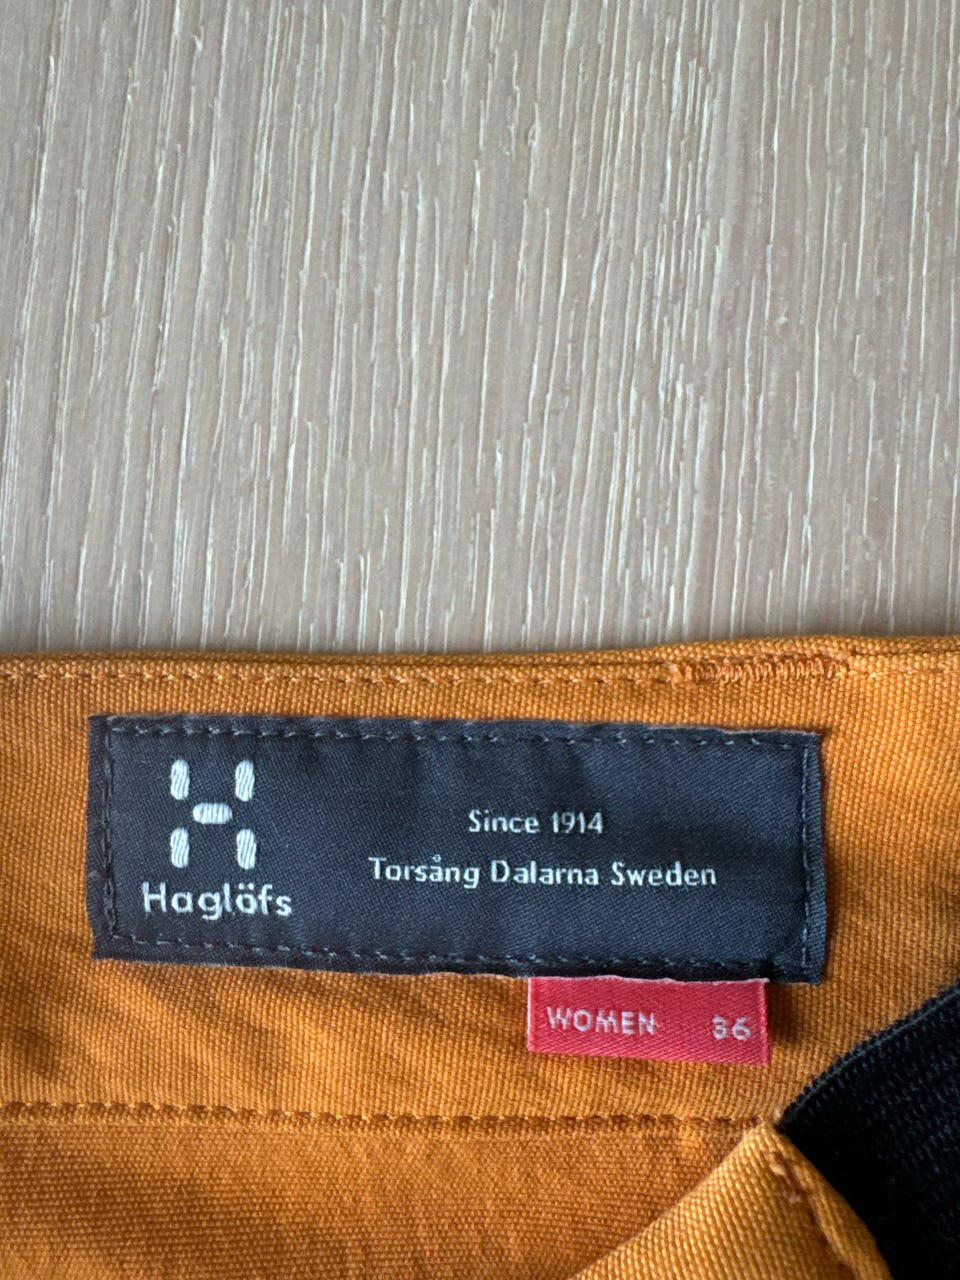 Haglöfs
Since 1914
Torsång Dalarna Sweden
WOMEN 36